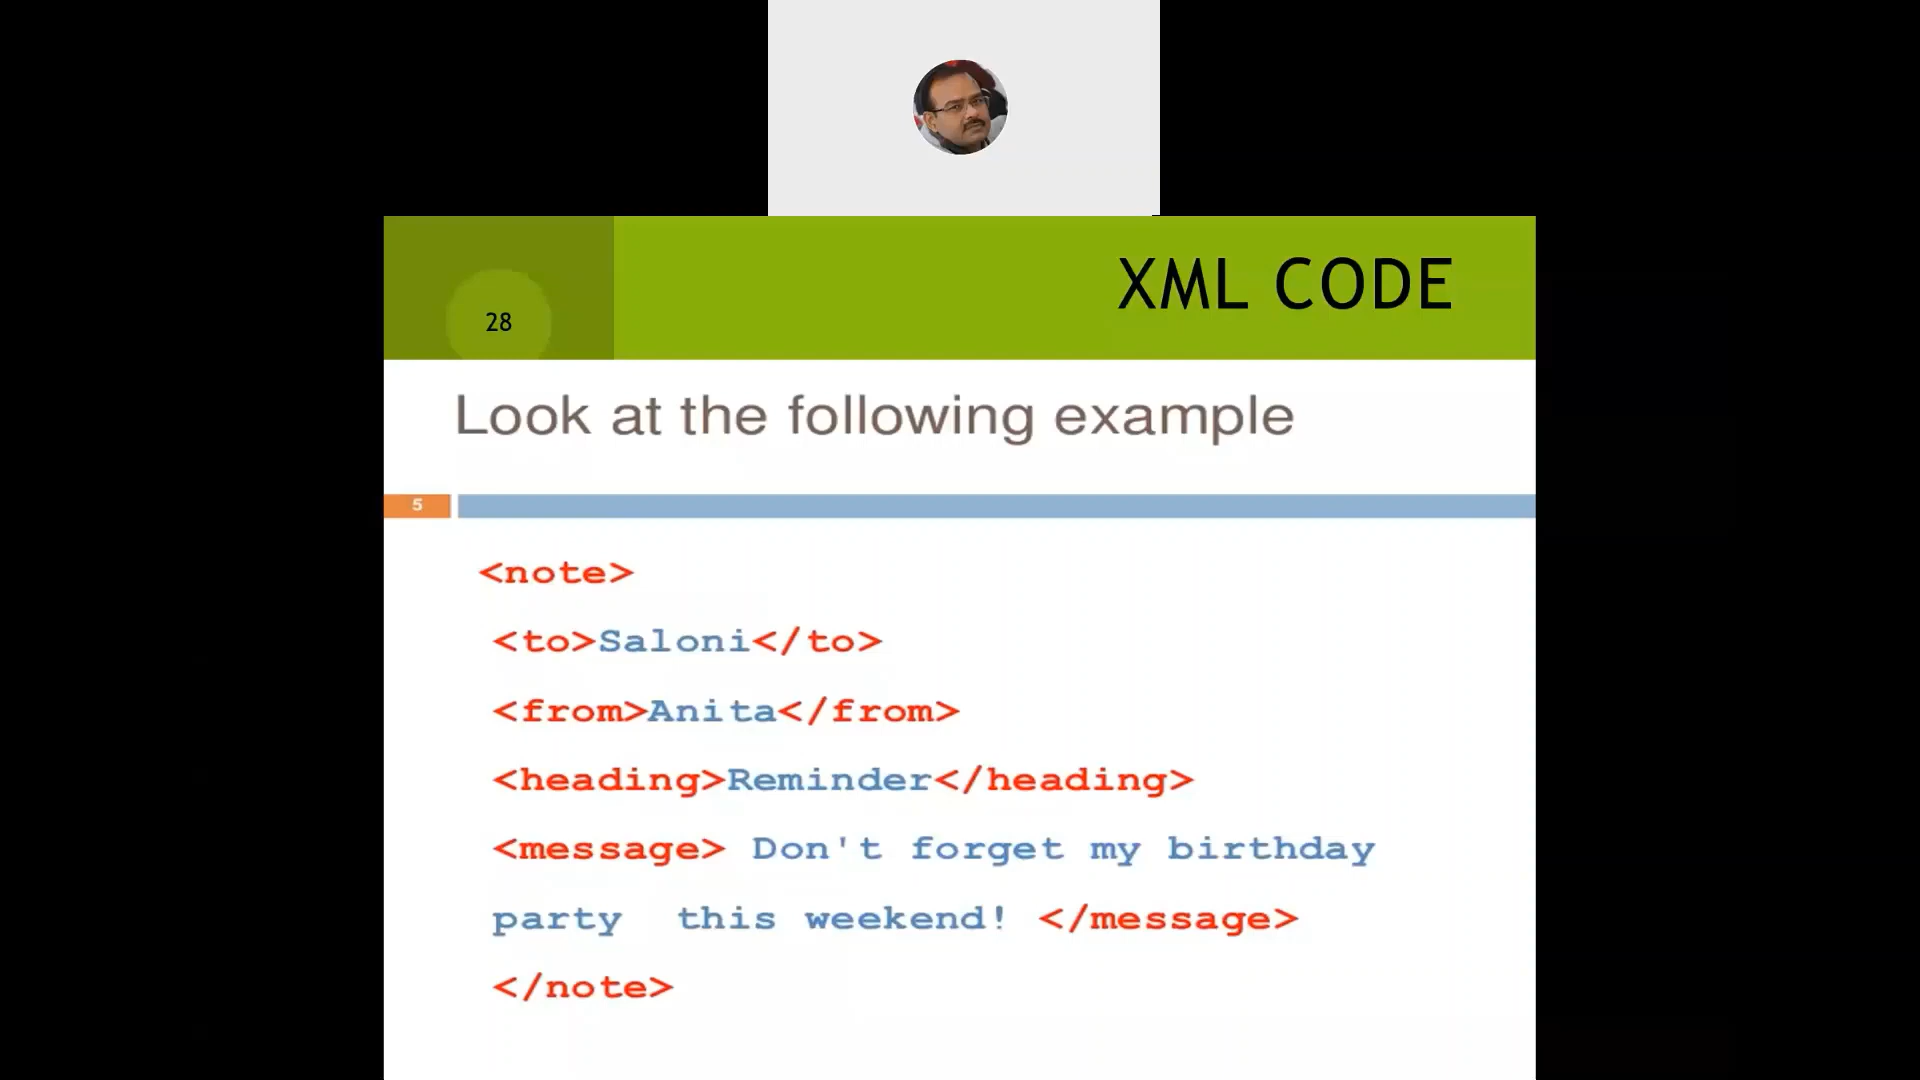 XML CODE
28
Look at the following example
5
<note>
<to>Saloni</to>
<from>Anita</from>
<heading>Reminder</heading>
<message> Don't forget my birthday
party  this weekend! </message>
</note>